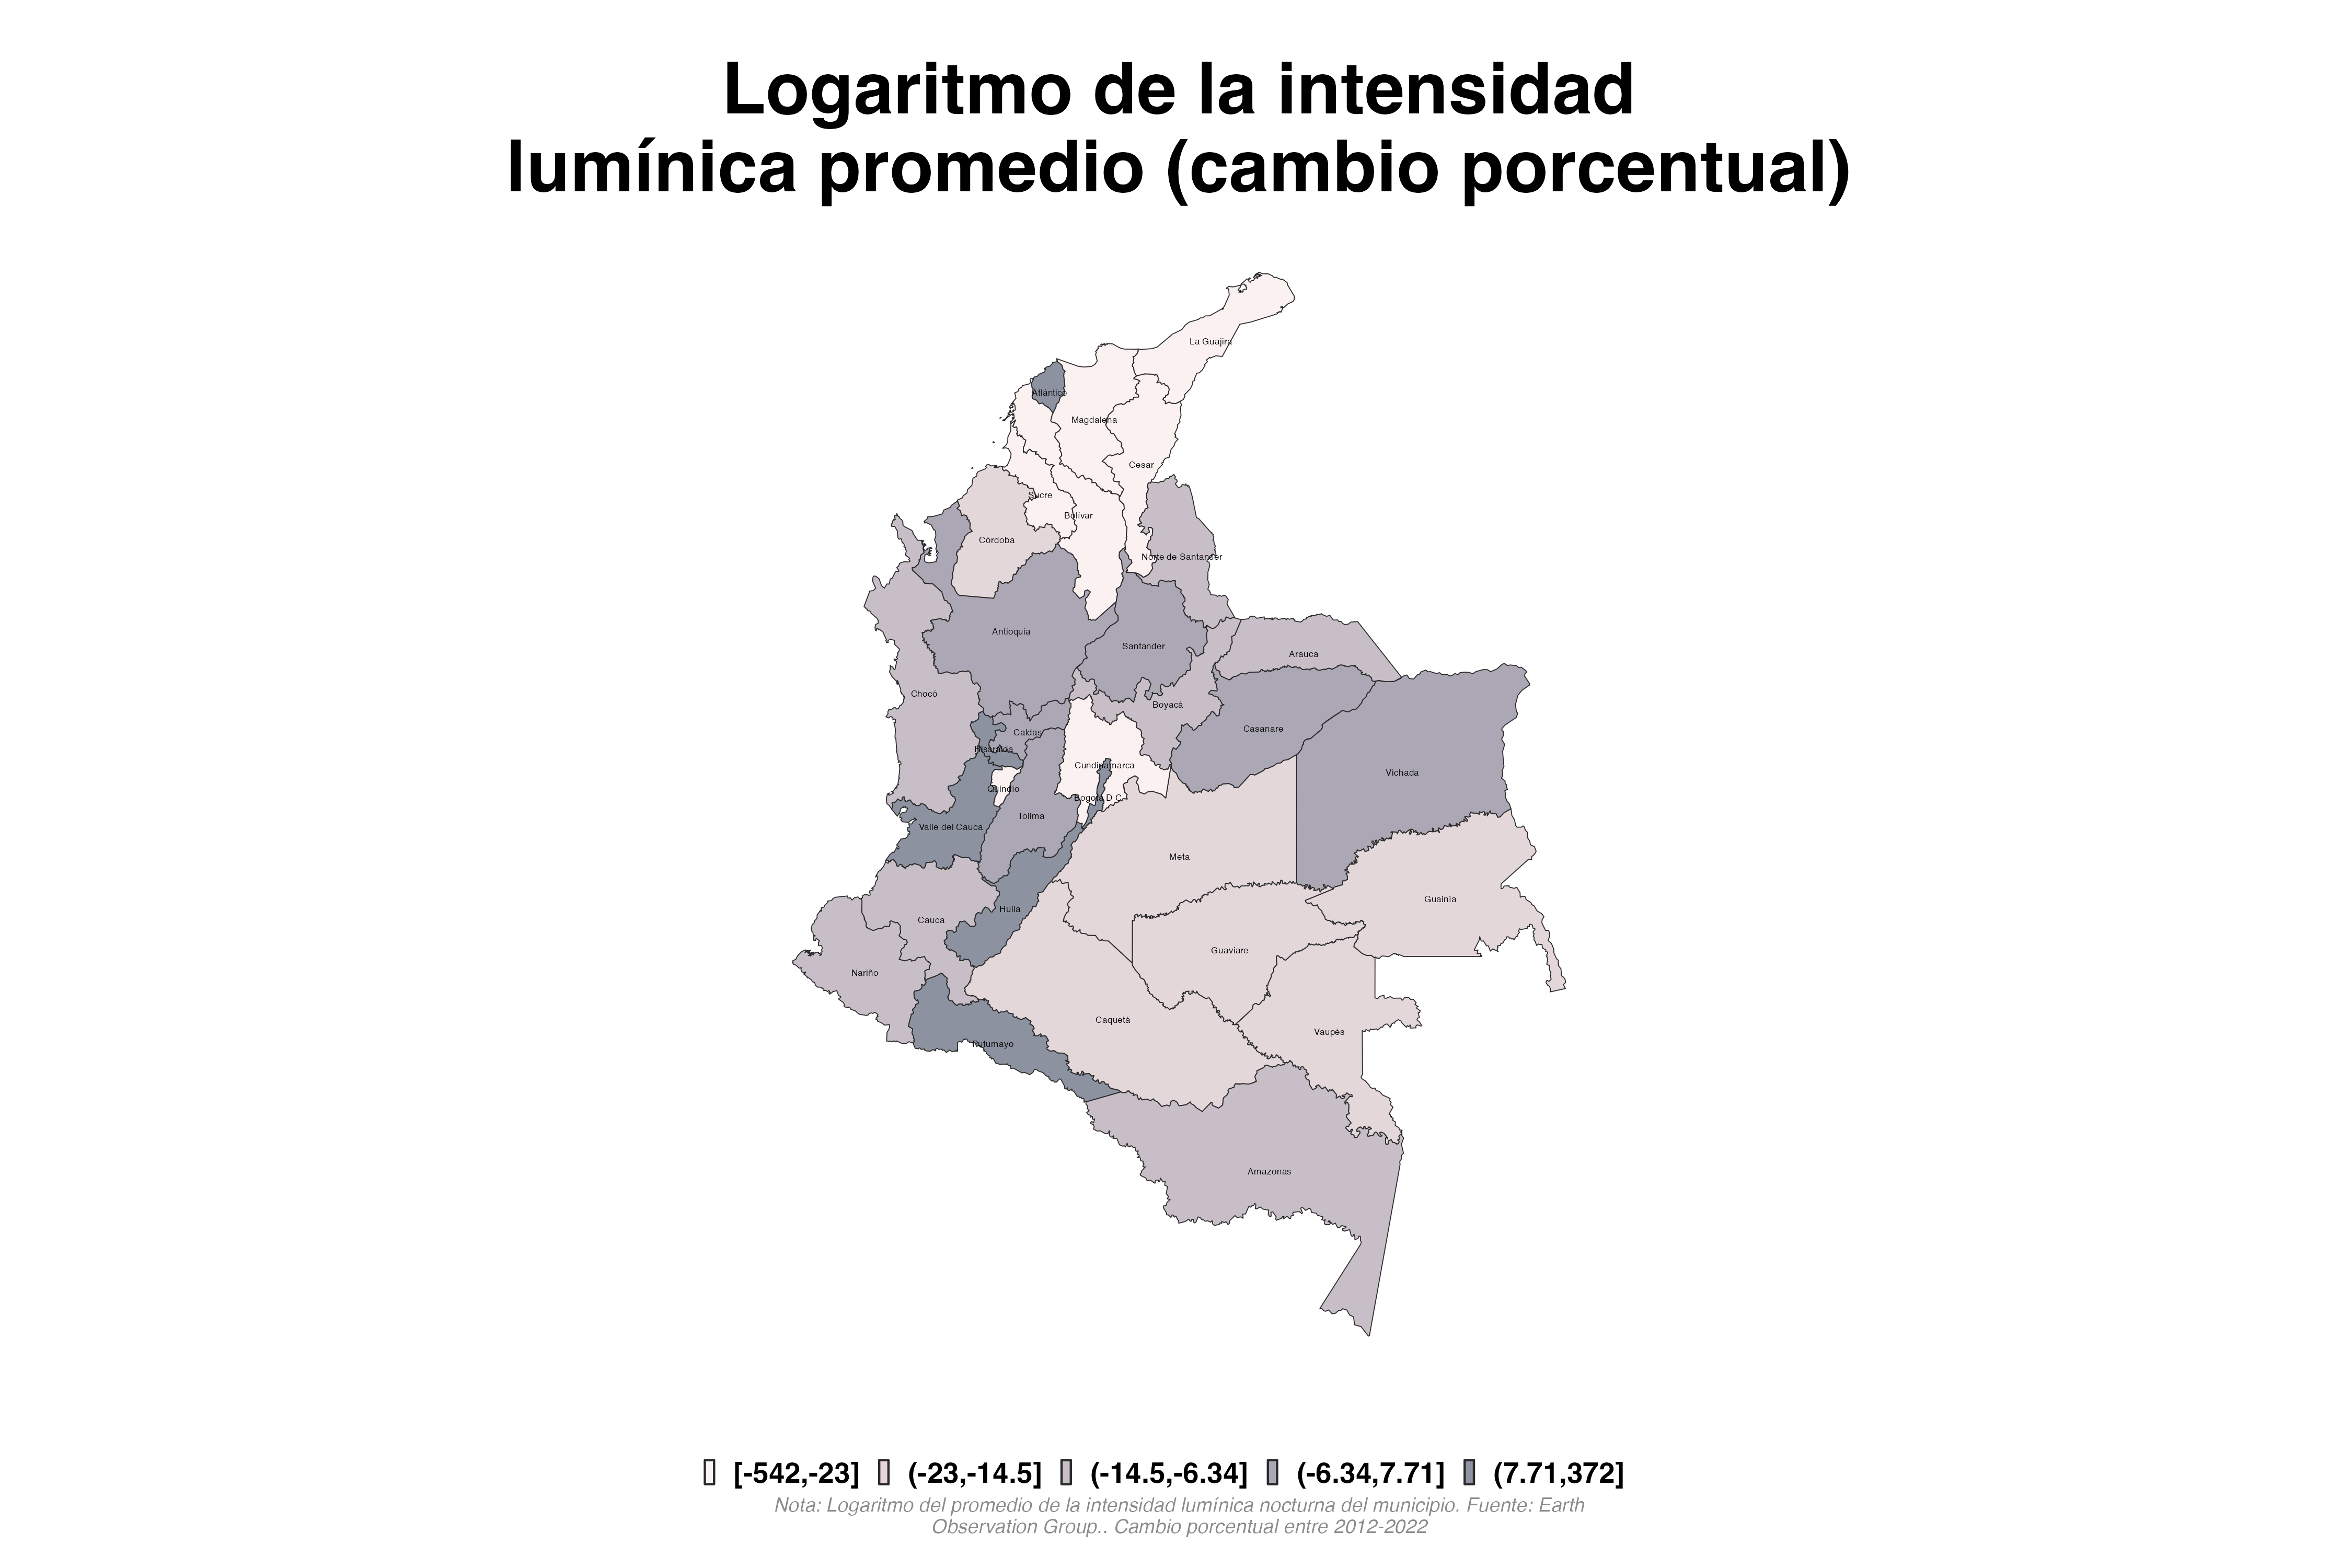 Logaritmo de la intensidad
lumínica promedio (cambio porcentual)
La Guajira
Atlántico
Magdalena
Cesar
Sucre
Bolívar
Córdoba
Norte de Santander
Antioquia
Santander
Arauca
Chocó
Boyacá
Casanare
Caldas
Risaralda
Cundinamarca
Vichada
Quindío
Bogotá D.C.
Tolima
Valle del Cauca
Meta
Guainía
Huila
Cauca
Guaviare
Nariño
Caquetá
Vaupés
Putumayo
Amazonas
[-542,-23] (-23,-14.5] (-14.5,-6.34] (-6.34,7.71] (7.71,372]
Nota: Logaritmo del promedio de la intensidad lumínica nocturna del municipio. Fuente: Earth
Observation Group.. Cambio porcentual entre 2012-2022